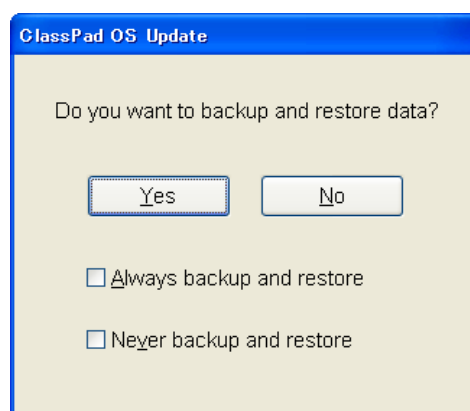 ClassPad OS Update
Do you want to backup and restore data?
Yes No
Always backup and restore
Never backup and restore